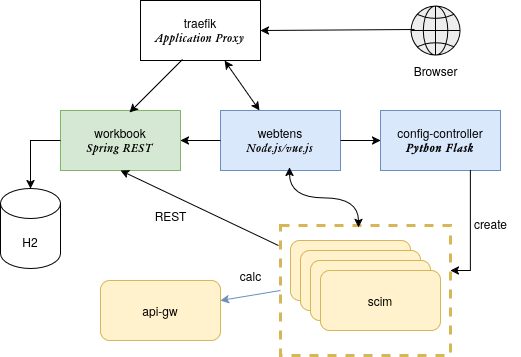 traefik
Application Proxy
Browser
workbook
Spring REST
webtens
Node.js/vue.js
config-controller
Python Flask
REST
create
H2
calc
api-gw
scim